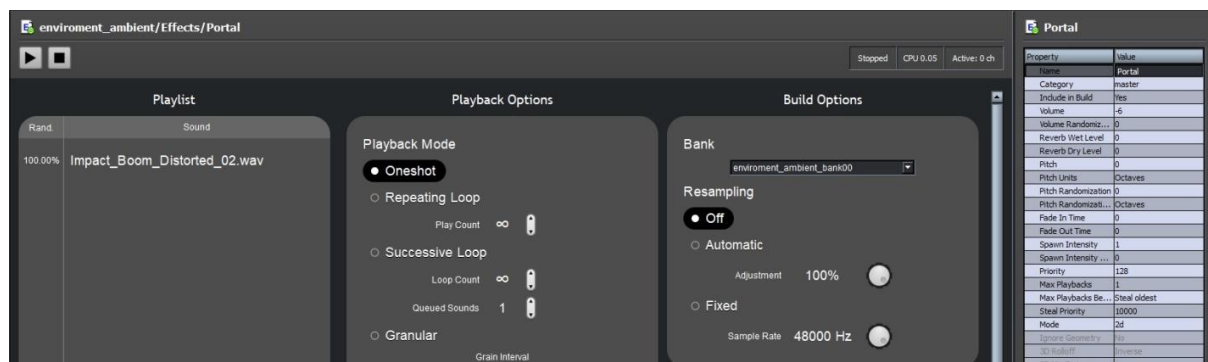 enviroment_ambient/Effects/Portal
Stopped CPU 0.05 Active: 0 ch
Playlist
Rand. Sound
100.00% Impact_Boom_Distorted_02.wav
Playback Options
Playback Mode
Oneshot
Repeating Loop
Play Count ∞
Successive Loop
Loop Count ∞
Queued Sounds 1
Granular
Grain Interval
Build Options
Bank
enviroment_ambient_bank00
Resampling
Off
Automatic
Adjustment 100%
Fixed
Sample Rate 48000 Hz
Portal
Property Value
Name Portal
Category master
Include in Build Yes
Volume -6
Volume Randomiz... 0
Reverb Wet Level 0
Reverb Dry Level 0
Pitch 0
Pitch Units Octaves
Pitch Randomization 0
Pitch Randomizati... Octaves
Fade In Time 0
Fade Out Time 0
Spawn Intensity 1
Spawn Intensity ... 0
Priority 128
Max Playbacks 1
Max Playbacks Be... Steal oldest
Steal Priority 10000
Mode 2d
Ignore Geometry No
3D Rolloff Inverse